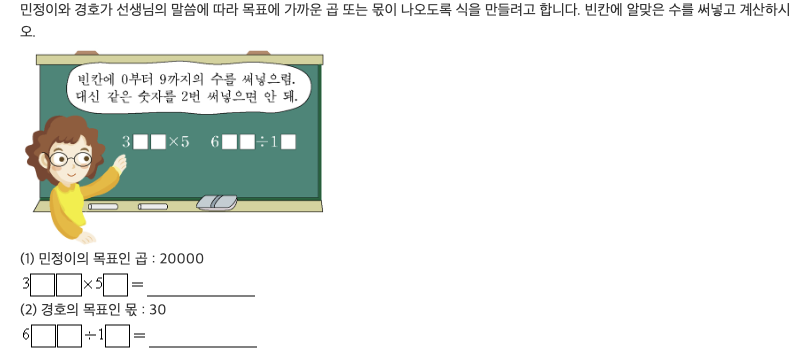 민정이와 경호가 선생님의 말씀에 따라 목표에 가까운 곱 또는 몫이 나오도록 식을 만들려고 합니다. 빈칸에 알맞은 수를 써넣고 계산하시
오.
빈칸에 0부터 9까지의 수를 써넣으렴.
대신 같은 숫자를 2번 써넣으면 안 돼.
3□□×5 6□□÷1□
(1) 민정이의 목표인 곱 : 20000
3□□×5□=
(2) 경호의 목표인 몫 : 30
6□□÷1□=